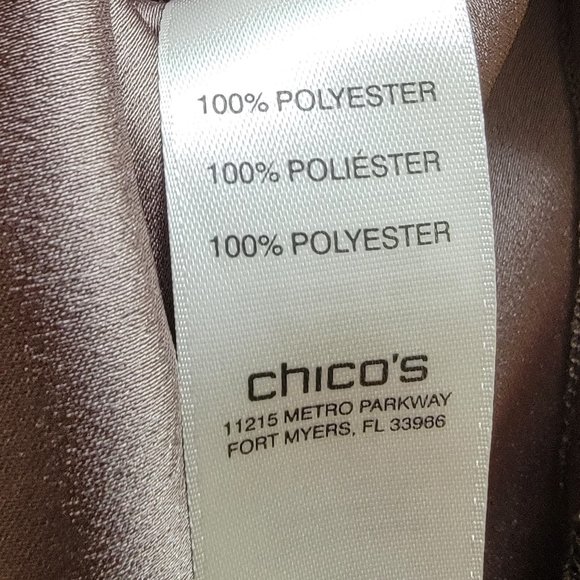 100% POLYESTER
100% POLIÉSTER
100% POLYESTER
chico's
11215 METRO PARKWAY
FORT MYERS, FL 33966